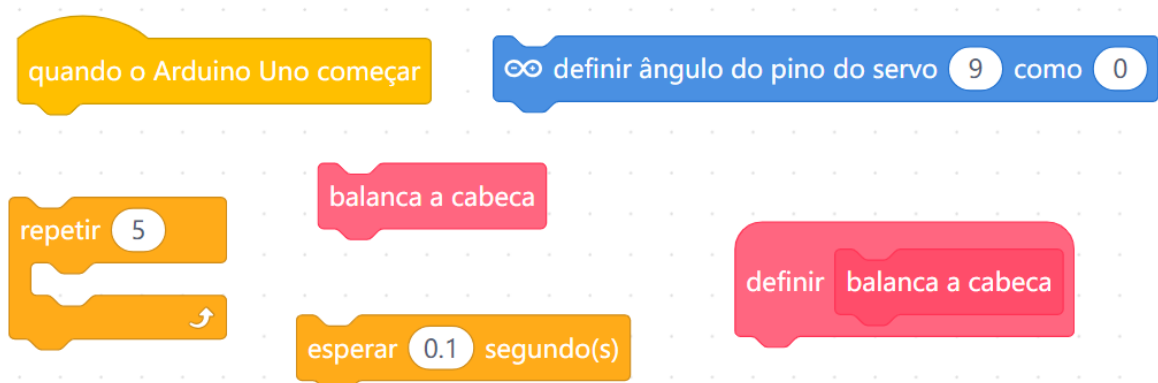 quando o Arduino Uno começar
definir ângulo do pino do servo 9 como 0
balanca a cabeca
repetir 5
definir balanca a cabeca
esperar 0.1 segundo(s)